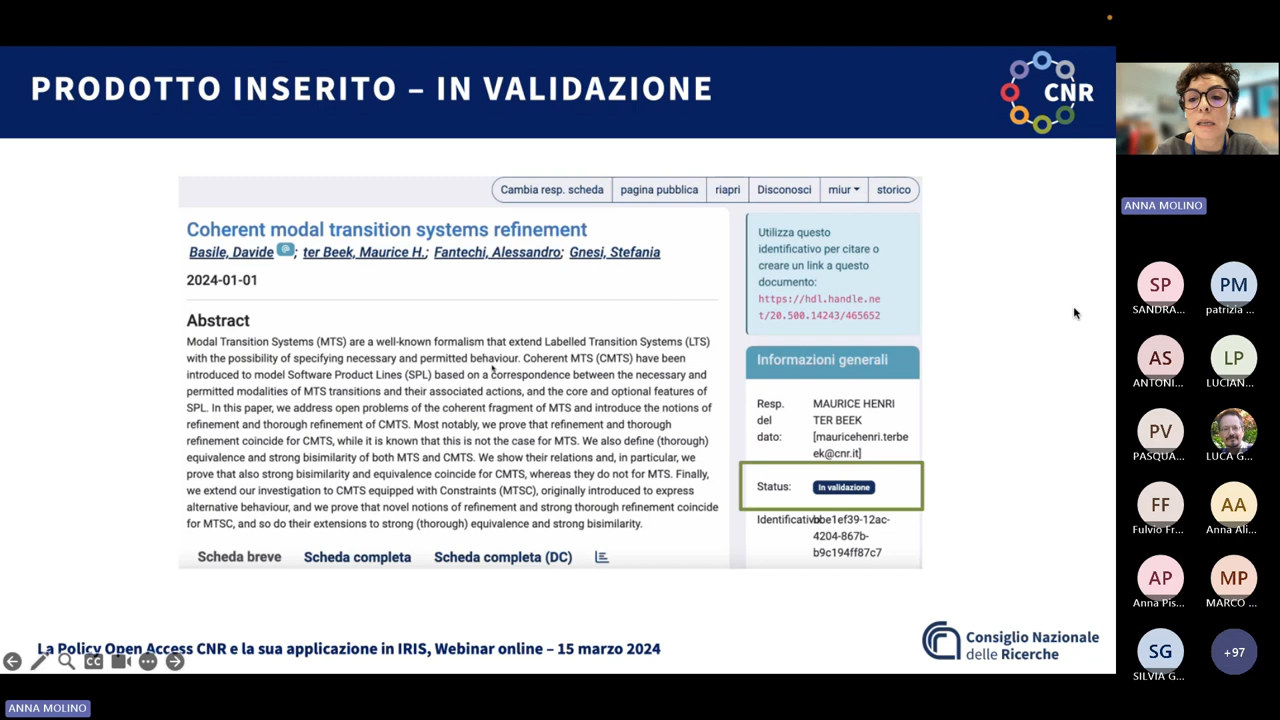 PRODOTTO INSERITO – IN VALIDAZIONE
CNR
Cambia resp. scheda
pagina pubblica
riapri
Disconosci
miur
storico
Coherent modal transition systems refinement
Basile, Davide ; ter Beek, Maurice H.; Fantechi, Alessandro; Gnesi, Stefania
2024-01-01
Abstract
Modal Transition Systems (MTS) are a well-known formalism that extend Labelled Transition Systems (LTS)
with the possibility of specifying necessary and permitted behaviour. Coherent MTS (CMTS) have been
introduced to model Software Product Lines (SPL) based on a correspondence between the necessary and
permitted modalities of MTS transitions and their associated actions, and the core and optional features of
SPL. In this paper, we address open problems of the coherent fragment of MTS and introduce the notions of
refinement and thorough refinement of CMTS. Most notably, we prove that refinement and thorough
refinement coincide for CMTS, while it is known that this is not the case for MTS. We also define (thorough)
equivalence and strong bisimilarity of both MTS and CMTS. We show their relations and, in particular, we
prove that also strong bisimilarity and equivalence coincide for CMTS, whereas they do not for MTS. Finally,
we extend our investigation to CMTS equipped with Constraints (MTSC), originally introduced to express
alternative behaviour, and we prove that novel notions of refinement and strong thorough refinement coincide
for MTSC, and so do their extensions to strong (thorough) equivalence and strong bisimilarity.
Scheda breve
Scheda completa
Scheda completa (DC)
Utilizza questo
identificativo per citare o
creare un link a questo
documento:
https://hdl.handle.ne
t/20.500.14243/465652
Informazioni generali
Resp. MAURICE HENRI
del TER BEEK
dato: [mauricehenri.terbe
ek@cnr.it]
Status: In validazione
Identificativo: bbe1ef39-12ac-
4204-867b-
b9c194ff87c7
La Policy Open Access CNR e la sua applicazione in IRIS, Webinar online – 15 marzo 2024
Consiglio Nazionale
delle Ricerche
CC
ANNA MOLINO
ANNA MOLINO
SP
SANDRA...
PM
patrizia ...
AS
ANTONI...
LP
LUCIAN...
PV
PASQUA...
LUCA G...
FF
Fulvio Fr...
AA
Anna Ali...
AP
Anna Pis...
MP
MARCO ...
SG
SILVIA G...
+97